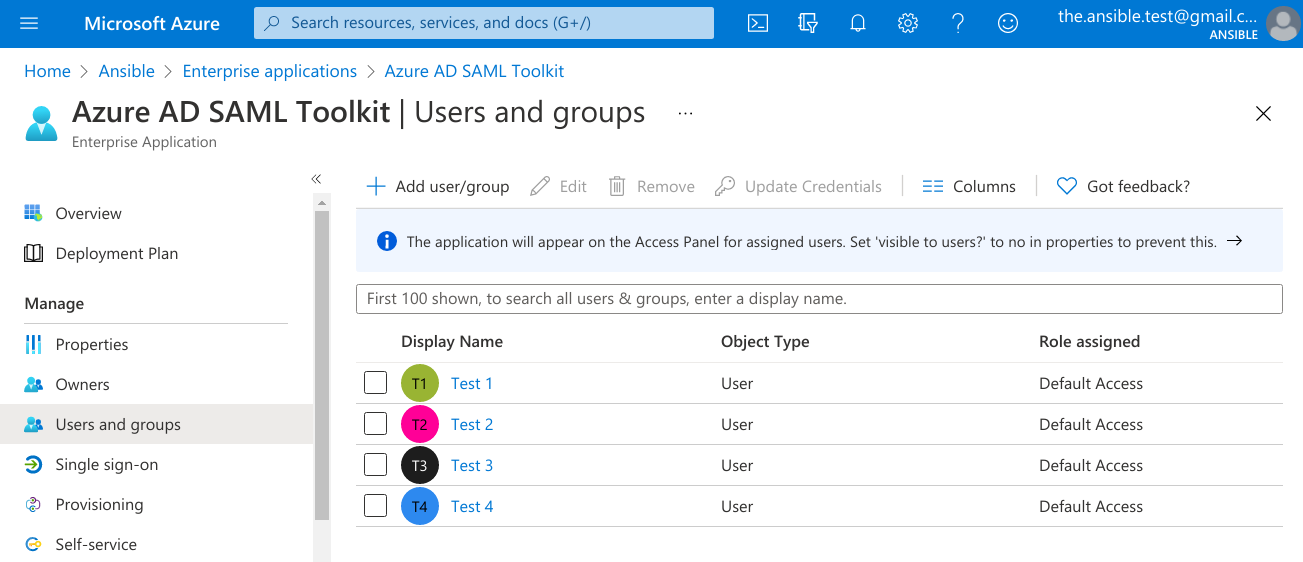 Microsoft Azure
Search resources, services, and docs (G+/)
the.ansible.test@gmail.c...
ANSIBLE
Home > Ansible > Enterprise applications > Azure AD SAML Toolkit
Azure AD SAML Toolkit | Users and groups ...
Enterprise Application
Overview
Deployment Plan
Manage
Properties
Owners
Users and groups
Single sign-on
Provisioning
Self-service
Add user/group Edit Remove Update Credentials Columns Got feedback?
The application will appear on the Access Panel for assigned users. Set 'visible to users?' to no in properties to prevent this. →
First 100 shown, to search all users & groups, enter a display name.
Display Name Object Type Role assigned
T1 Test 1 User Default Access
T2 Test 2 User Default Access
T3 Test 3 User Default Access
T4 Test 4 User Default Access